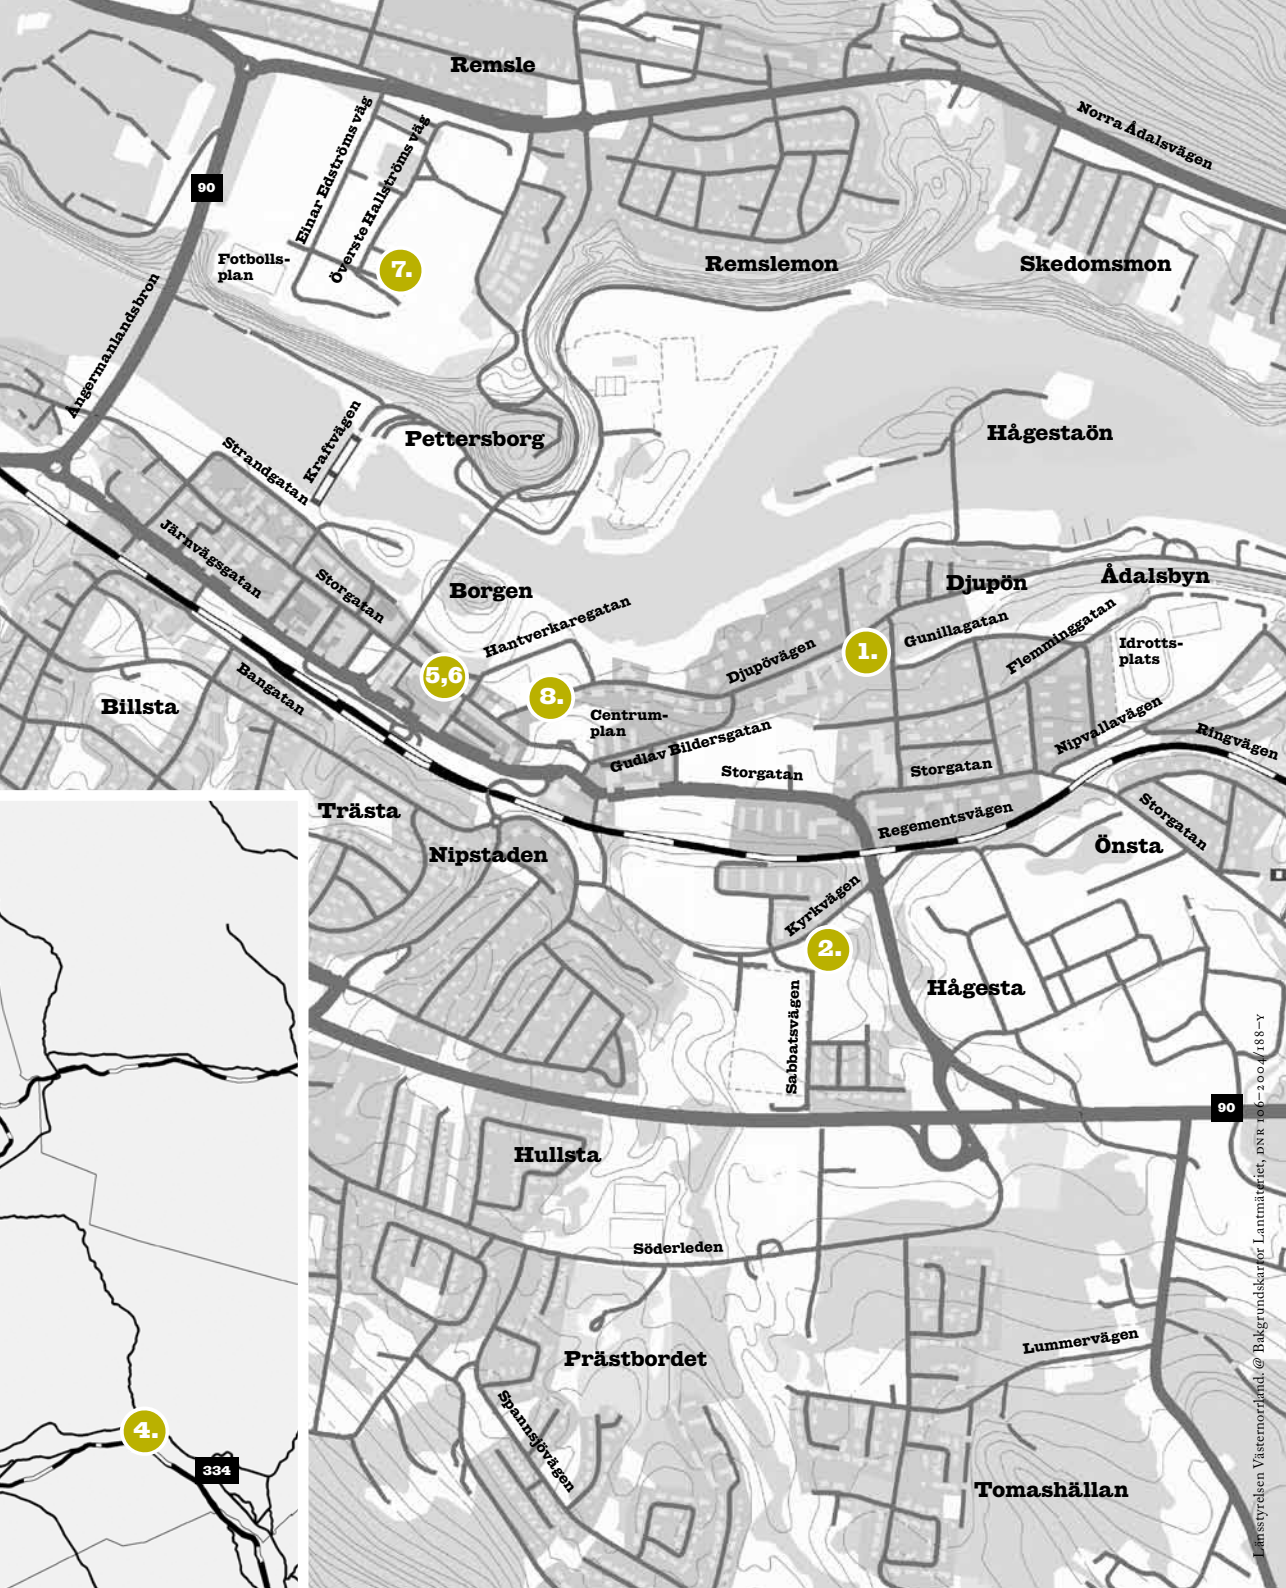 Remsle
Norra Ådalsvägen
Einar Edströms väg
Överste Hallströms väg
90
Fotbolls-
plan
7.
Remslemon
Skedomsmon
Ångermanlandsbron
Kraftvägen
Strandgatan
Pettersborg
Hågestaön
Järnvägsgatan
Storgatan
Borgen
Hantverkaregatan
Djupön
Ådalsbyn
Gunillagatan
Flemminggatan
Idrotts-
plats
Djupövägen
1.
5,6
8.
Centrum-
plan
Billsta
Bangatan
Gudlav Bildersgatan
Storgatan
Storgatan
Nipvallavägen
Ringvägen
Regementsvägen
Storgatan
Trästa
Nipstaden
Önsta
Kyrkvägen
2.
Sabbatsvägen
Hågesta
90
Hullsta
Söderleden
Prästbordet
Lummervägen
Spannsjövägen
Tomashällan
4.
334
Länsstyrelsen Västernorrland. @ Bakgrundskartor Lantmäteriet, DNR 106-2004/188-Y